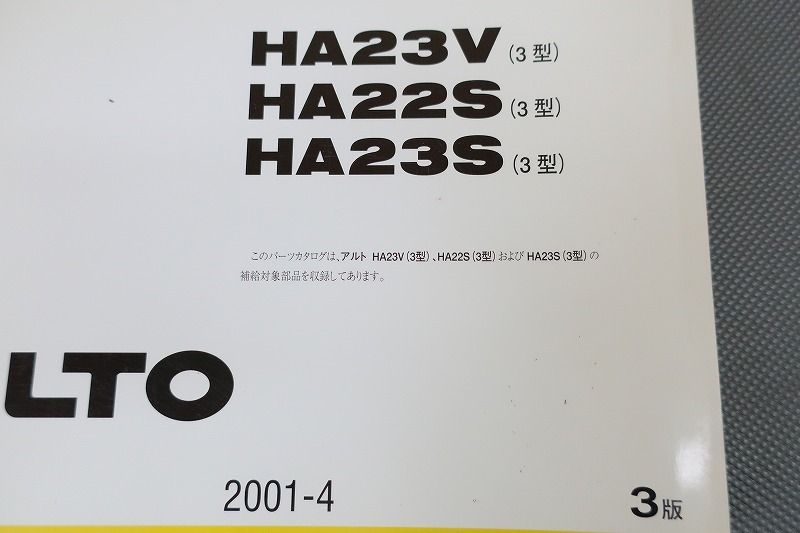 HA23V(3型)
HA22S(3型)
HA23S(3型)
このパーツカタログは、アルト HA23V(3型)、HA22S(3型)および HA23S(3型)の
補給対象部品を収録してあります。
LTO
2001-4
3版